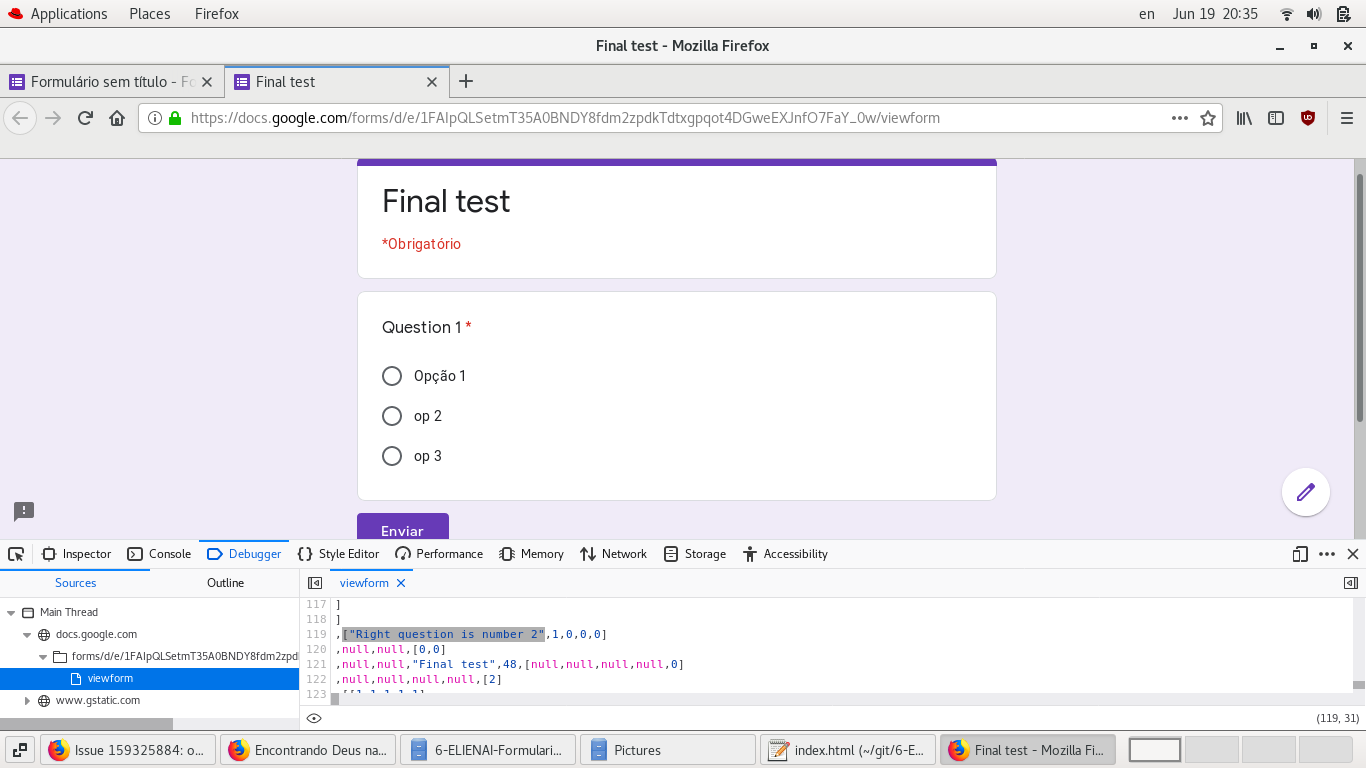 Applications Places Firefox en Jun 19 20:35
Final test - Mozilla Firefox
Formulário sem título - Fo Final test
https://docs.google.com/forms/d/e/1FAIpQLSetmT35A0BNDY8fdm2zpdkTdtxgpqot4DGweEXJnfO7FaY_0w/viewform
Final test
*Obrigatório
Question 1 *
Opção 1
op 2
op 3
Enviar
Inspector Console Debugger Style Editor Performance Memory Network Storage Accessibility
Sources Outline viewform
Main Thread
docs.google.com
forms/d/e/1FAIpQLSetmT35A0BNDY8fdm2zpd
viewform
www.gstatic.com
117 ]
118 ]
119 ,["Right question is number 2",1,0,0,0]
120 ,null,null,[0,0]
121 ,null,null,"Final test",48,[null,null,null,null,0]
122 ,null,null,null,null,[2]
123
(119, 31)
Issue 159325884: o... Encontrando Deus na... 6-ELIENAI-Formulari... Pictures index.html (~/git/6-E... Final test - Mozilla Fi...